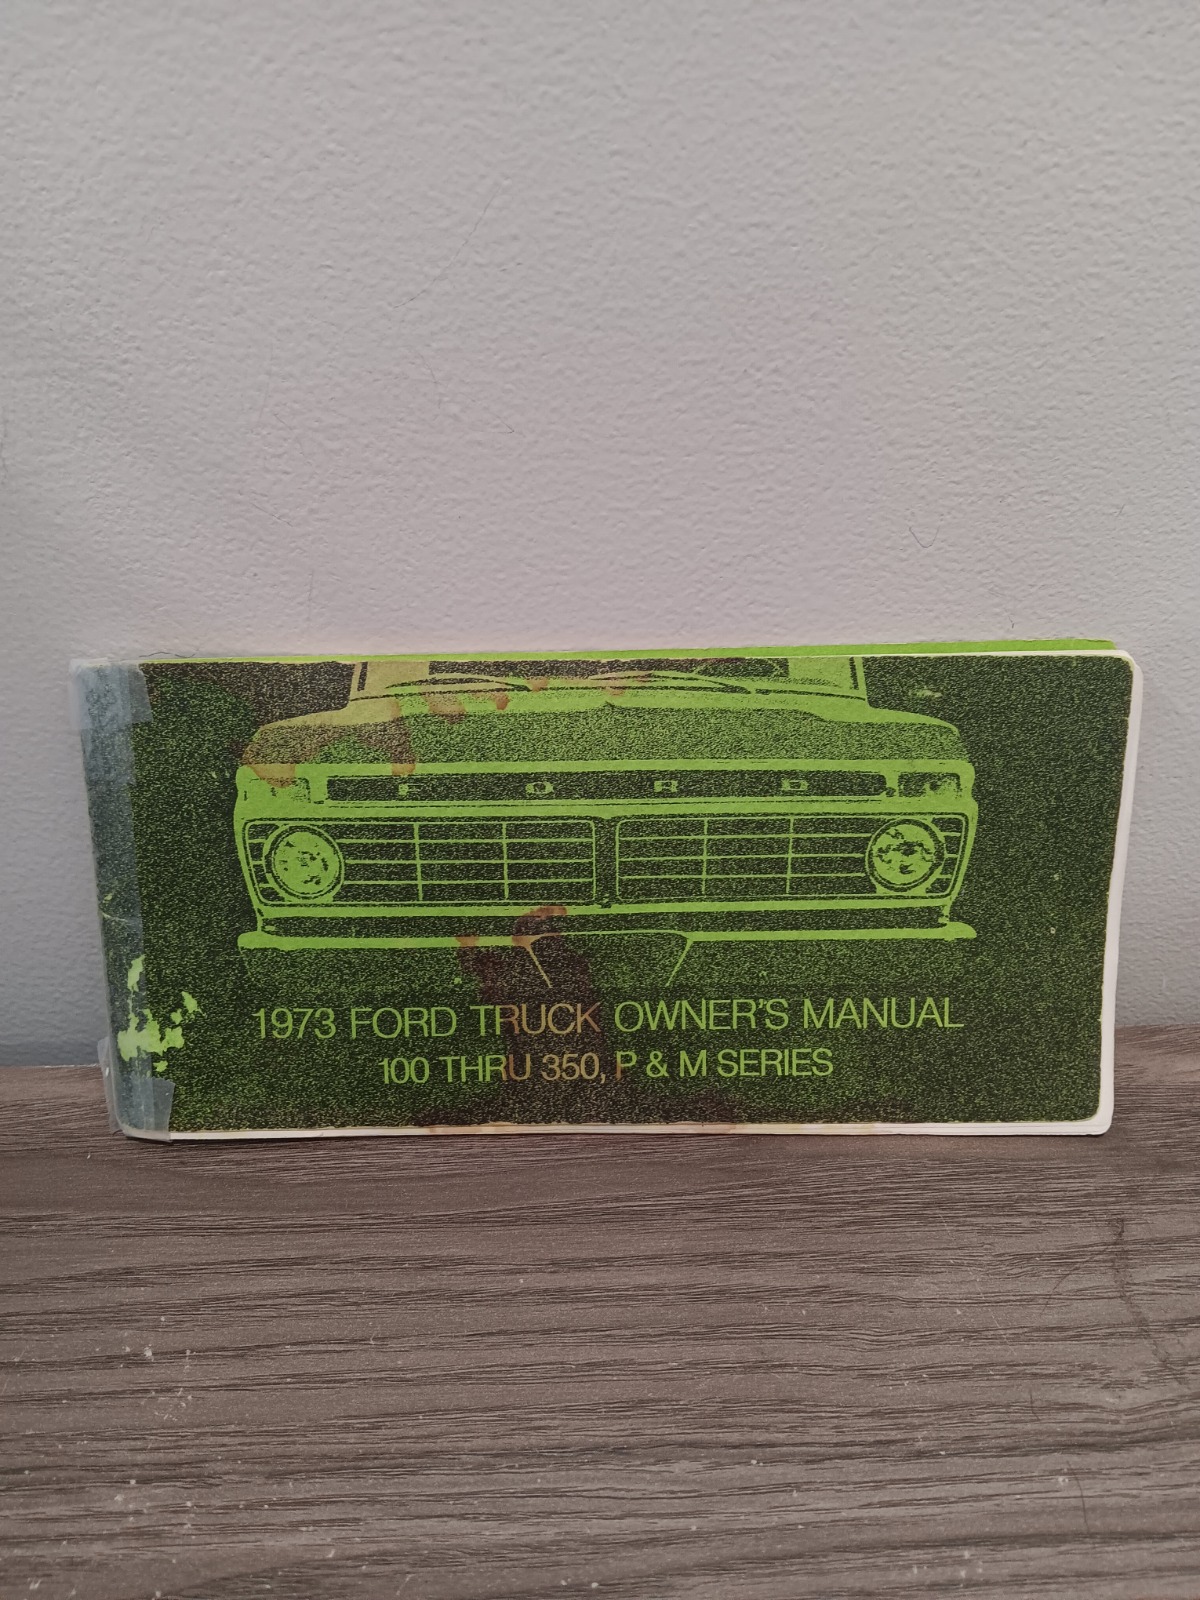 FORD
1973 FORD TRUCK OWNER'S MANUAL
100 THRU 350, P & M SERIES